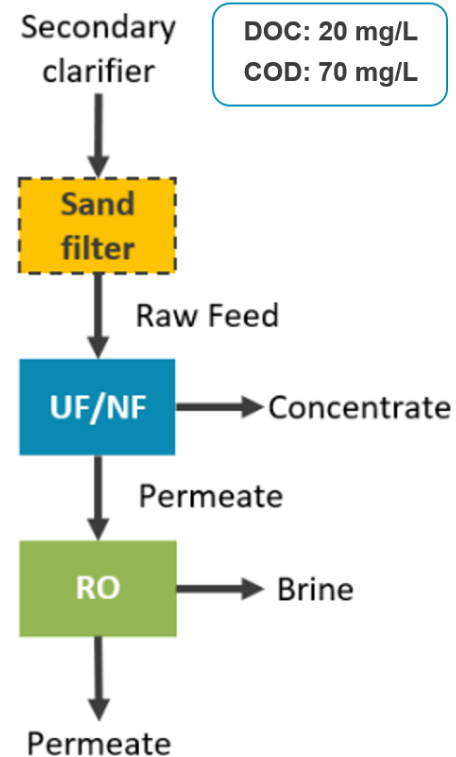 Secondary
clarifier
DOC: 20 mg/L
COD: 70 mg/L
Sand
filter
Raw Feed
UF/NF
Concentrate
Permeate
RO
Brine
Permeate